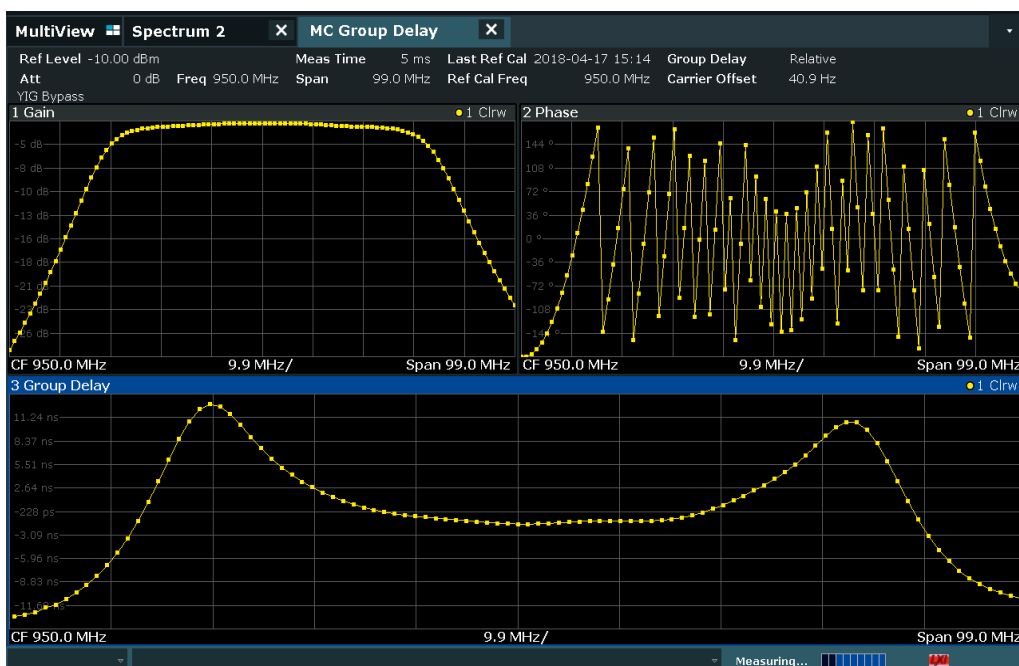 MultiView Spectrum 2 X MC Group Delay X
Ref Level -10.00 dBm Meas Time 5 ms Last Ref Cal 2018-04-17 15:14 Group Delay Relative
Att 0 dB Freq 950.0 MHz Span 99.0 MHz Ref Cal Freq 950.0 MHz Carrier Offset 40.9 Hz
YIG Bypass
1 Gain 1 Clrw
-5 dB
-8 dB
-10 dB
-13 dB
-16 dB
-18 dB
-21 dB
CF 950.0 MHz 9.9 MHz/ Span 99.0 MHz
2 Phase 1 Clrw
144 °
108 °
72 °
36 °
0 °
-36 °
-72 °
-108
CF 950.0 MHz 9.9 MHz/ Span 99.0 MHz
3 Group Delay 1 Clrw
11.24 ns
8.37 ns
5.51 ns
2.64 ns
-228 ps
-3.09 ns
-5.96 ns
-8.83 ns
CF 950.0 MHz 9.9 MHz/ Span 99.0 MHz
Measuring...